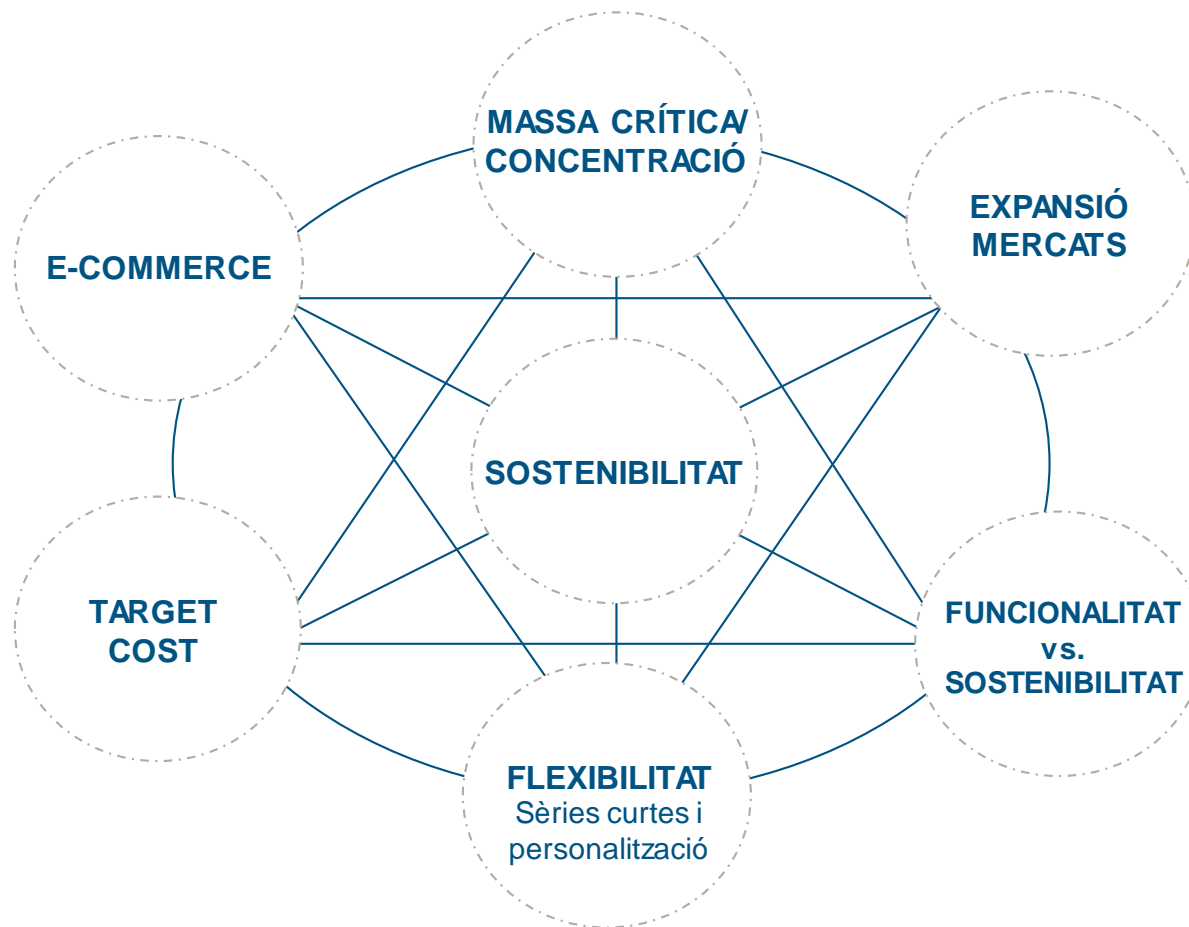 MASSA CRÍTICA/
CONCENTRACIÓ
EXPANSIÓ
MERCATS
E-COMMERCE
SOSTENIBILITAT
TARGET
COST
FUNCIONALITAT
vs.
SOSTENIBILITAT
FLEXIBILITAT
Sèries curtes i
personalització